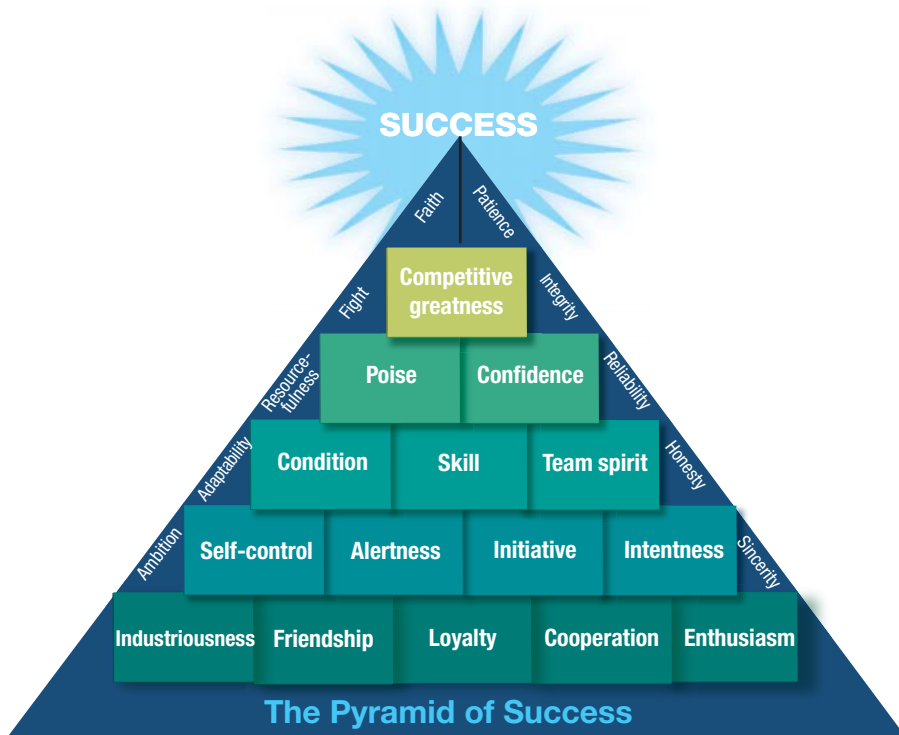 SUCCESS
Faith
Patience
Competitive
greatness
Fight
Integrity
Poise
Confidence
Resource-
fulness
Reliability
Condition
Skill
Team spirit
Adaptability
Honesty
Self-control
Alertness
Initiative
Intentness
Ambition
Sincerity
Industriousness
Friendship
Loyalty
Cooperation
Enthusiasm
The Pyramid of Success